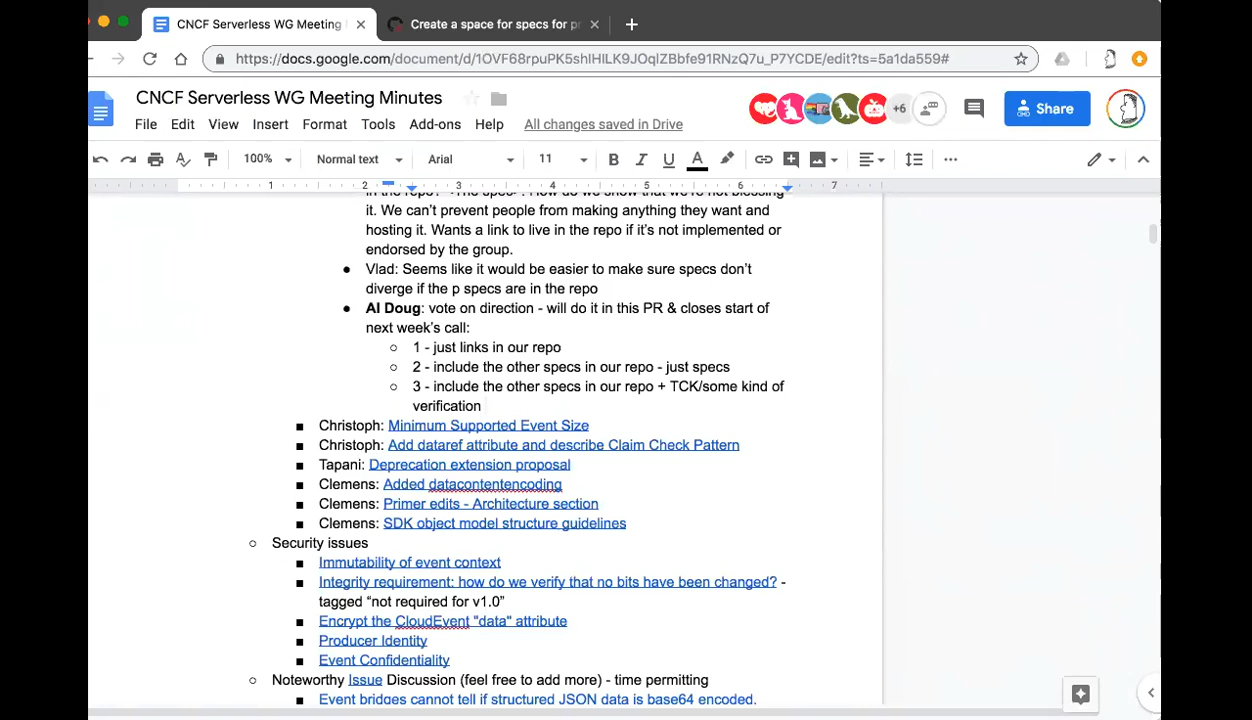 CNCF Serverless WG Meeting
Create a space for specs for pr
https://docs.google.com/document/d/1OVF68rpuPK5shlHlLK9JOqlZBbfe91RNzQ7u_P7YCDE/edit?ts=5a1da559#
CNCF Serverless WG Meeting Minutes
+6
Share
File Edit View Insert Format Tools Add-ons Help All changes saved in Drive
100% Normal text Arial 11 B I U A
1 2 3 4 5 6 7
it. We can't prevent people from making anything they want and
hosting it. Wants a link to live in the repo if it's not implemented or
endorsed by the group.
● Vlad: Seems like it would be easier to make sure specs don't
diverge if the p specs are in the repo
● AI Doug: vote on direction - will do it in this PR & closes start of
next week's call:
○ 1 - just links in our repo
○ 2 - include the other specs in our repo - just specs
○ 3 - include the other specs in our repo + TCK/some kind of
verification
■ Christoph: Minimum Supported Event Size
■ Christoph: Add dataref attribute and describe Claim Check Pattern
■ Tapani: Deprecation extension proposal
■ Clemens: Added datacontentencoding
■ Clemens: Primer edits - Architecture section
■ Clemens: SDK object model structure guidelines
○ Security issues
■ Immutability of event context
■ Integrity requirement: how do we verify that no bits have been changed? -
tagged "not required for v1.0"
■ Encrypt the CloudEvent "data" attribute
■ Producer Identity
■ Event Confidentiality
○ Noteworthy Issue Discussion (feel free to add more) - time permitting
■ Event bridges cannot tell if structured JSON data is base64 encoded.